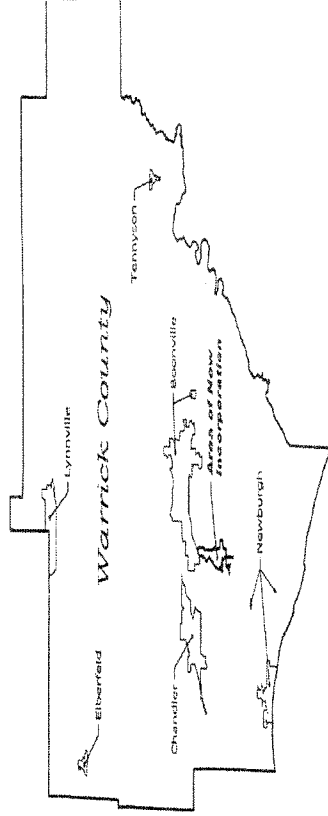 Elberfeld
Lynnville
Warrick County
Tennyson
Chandler
Boonville
Area of New
Incorporation
Newburgh